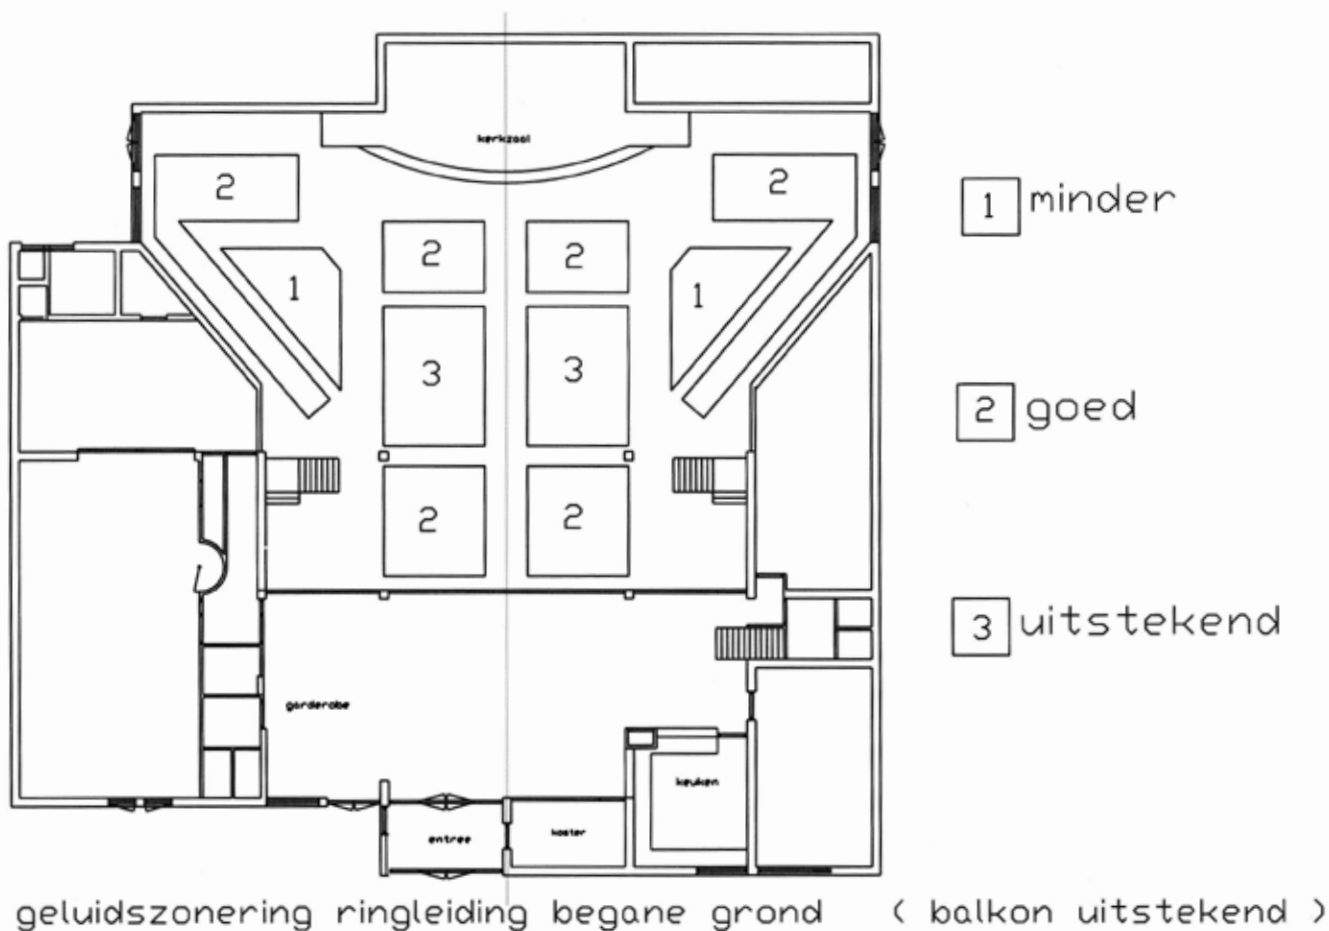 kerkzaal
2
2
2
2
1
1
3
3
2
2
garderobe
keuken
entree
koster
1 minder
2 goed
3 uitstekend
geluidszonering ringleiding begane grond ( balkon uitstekend )